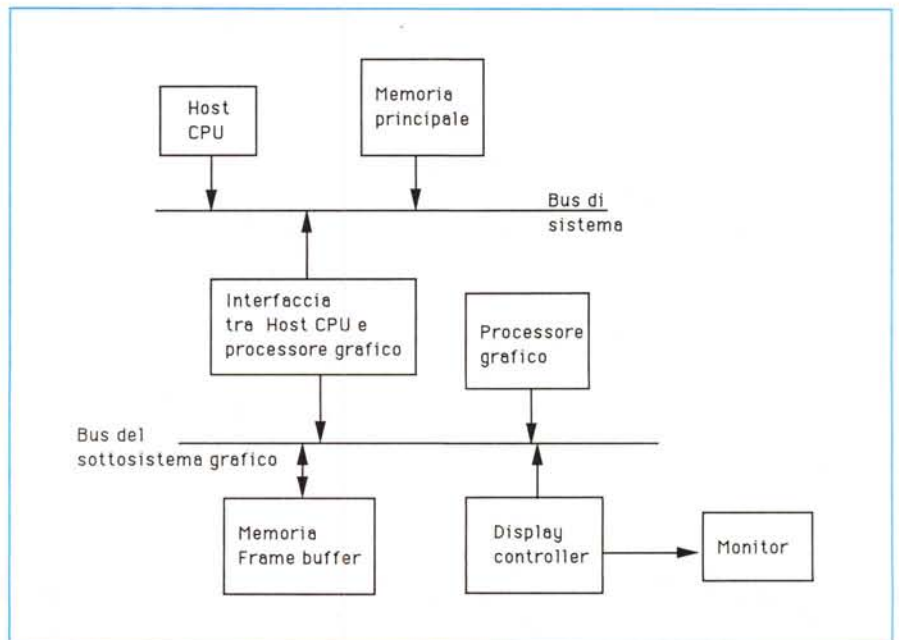 Host
CPU
Memoria
principale
Bus di
sistema
Interfaccia
tra Host CPU e
processore grafico
Processore
grafico
Bus del
sottosistema grafico
Memoria
Frame buffer
Display
controller
Monitor